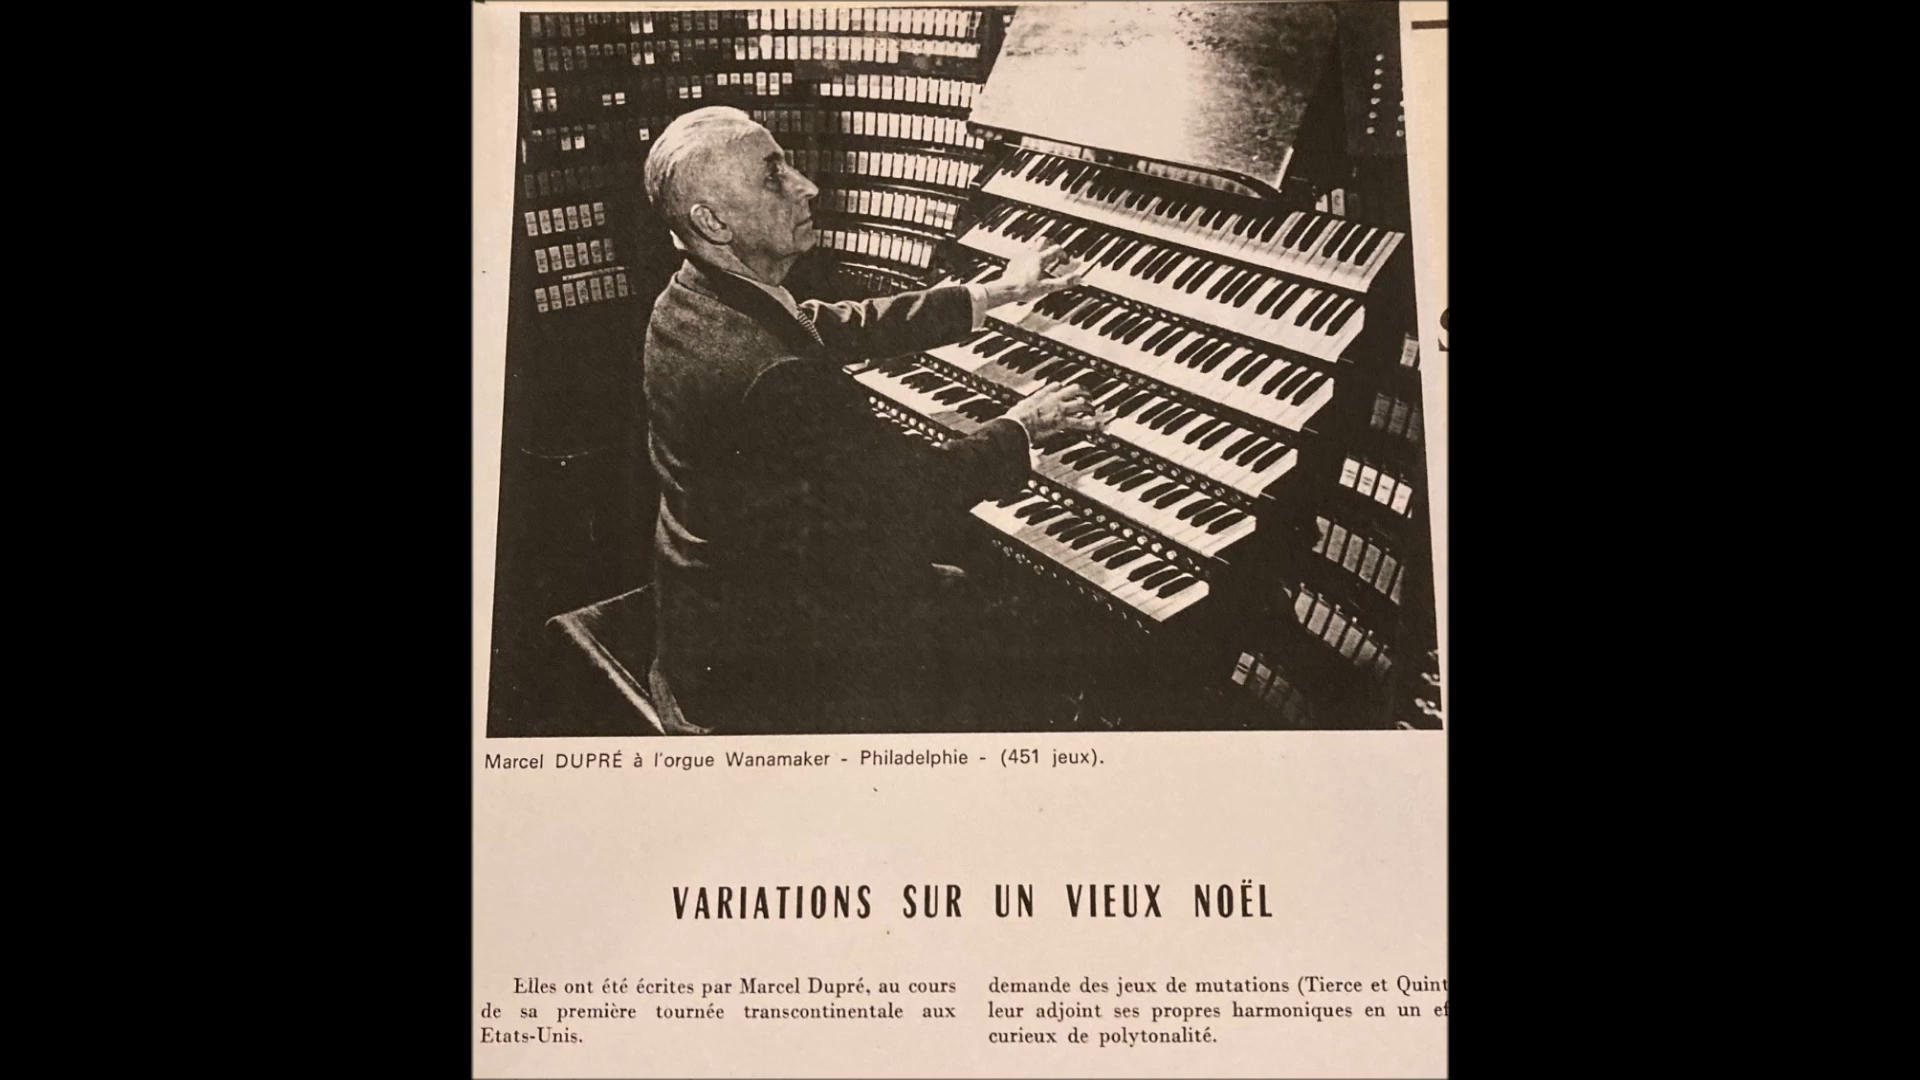 Marcel DUPRÉ à l'orgue Wanamaker - Philadelphie - (451 jeux).
VARIATIONS SUR UN VIEUX NOËL
Elles ont été écrites par Marcel Dupré, au cours
de sa première tournée transcontinentale aux
Etats-Unis.
demande des jeux de mutations (Tierce et Quint
leur adjoint ses propres harmoniques en un ef
curieux de polytonalité.